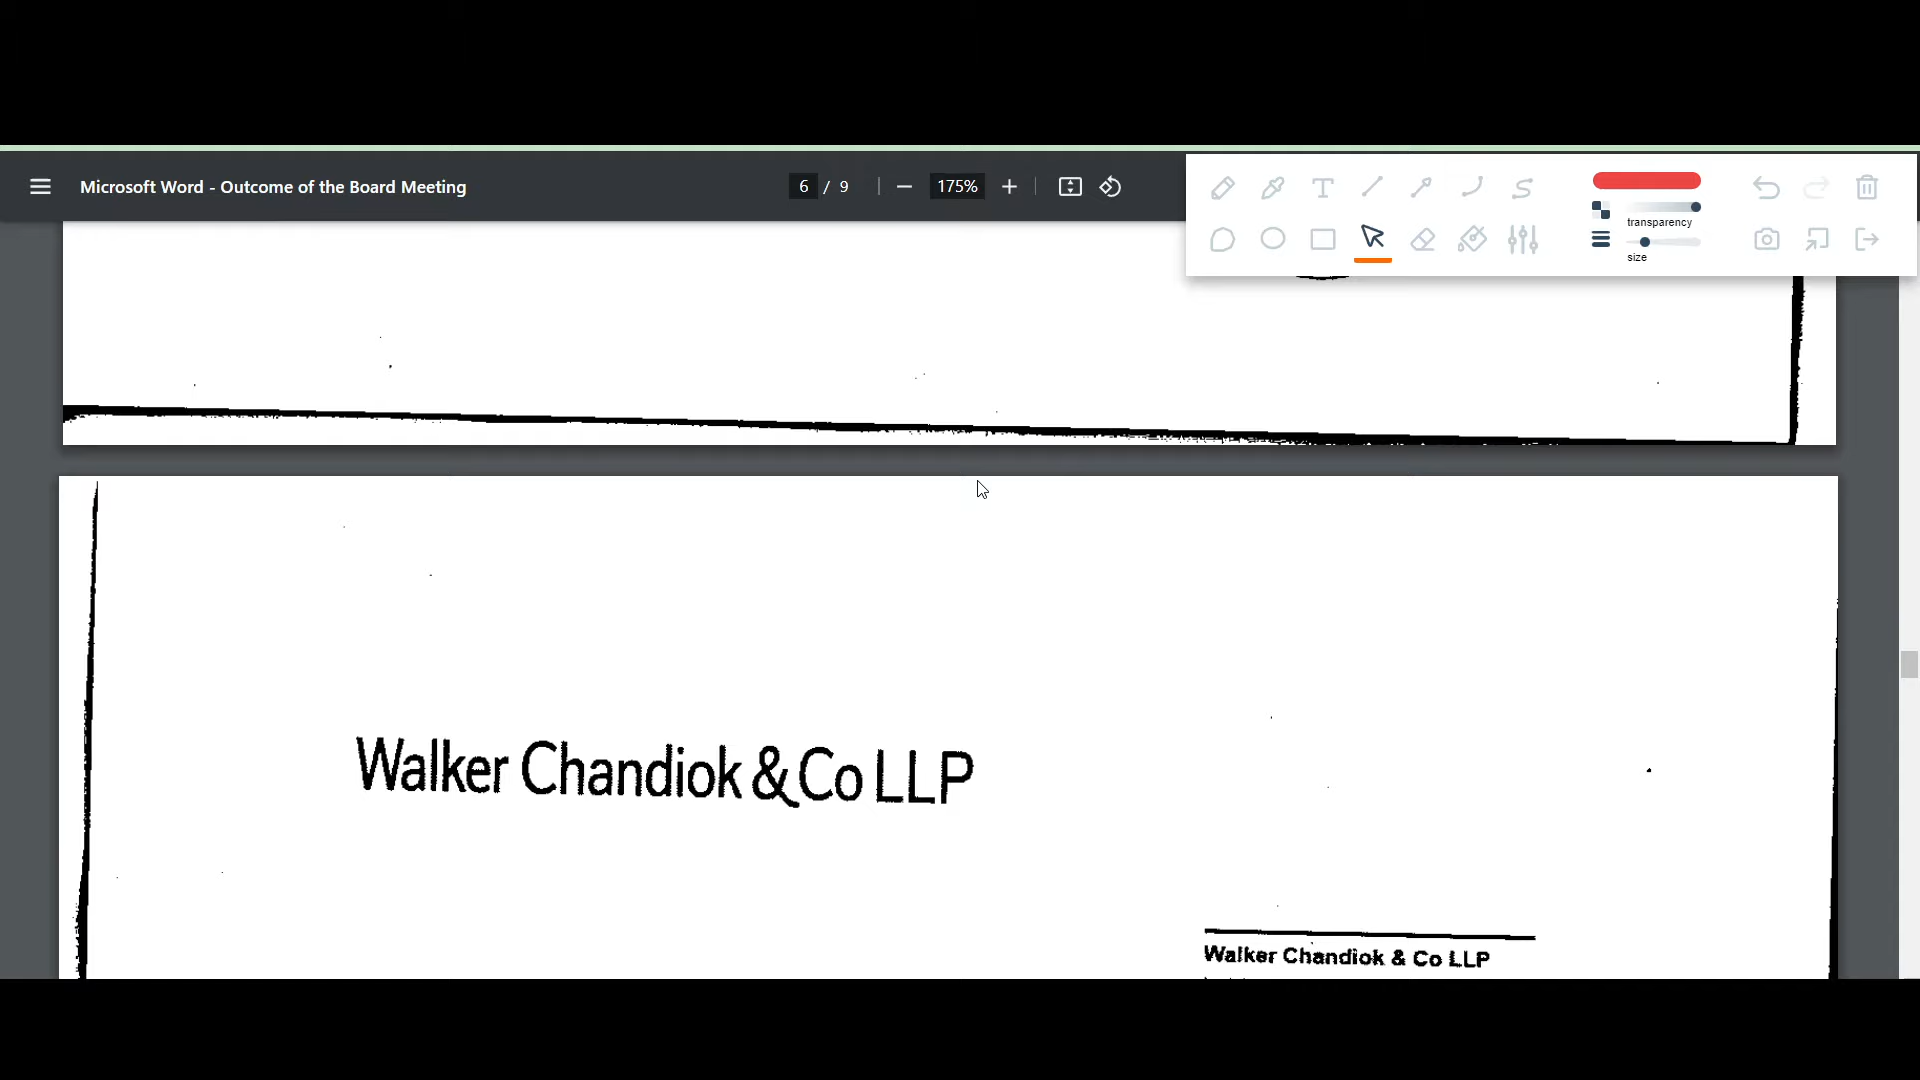 Microsoft Word - Outcome of the Board Meeting
6 / 9
175%
transparency
size
Walker Chandiok & Co LLP
Walker Chandiok & Co LLP